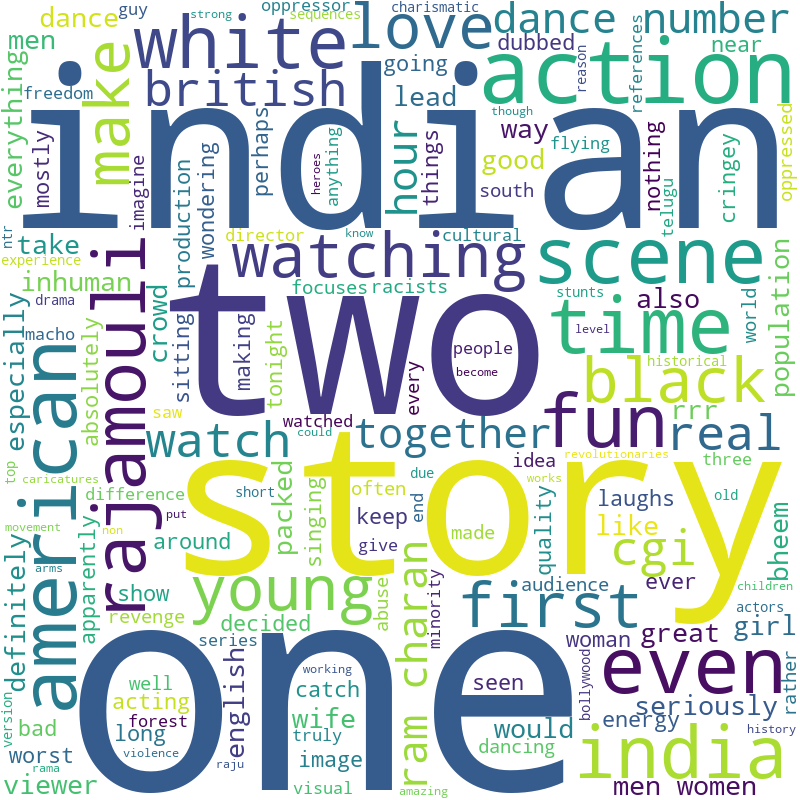 guy
strong
oppressor
charismatic
sequences
men
dance
white
love
dance number
dubbed
going
reason
references
near
everything
freedom
british
lead
action
indian
make
mostly
imagine
production
wondering
perhaps
heroes
anything
hour
things
way
though
good
flying
south
nothing
telugu
cringey
oppressed
ntr
take
experience
inhuman
director
know
cultural
watching
scene
drama
macho
rajamouli
crowd
sitting
making
tonight
focuses
racists
stunts
level
also
world
population
time
two
people
become
every
historical
black
especially
american
absolutely
saw
watch
watched
could
together
fun
real
rrr
revolutionaries
idea
three
top
caricatures
difference
put
packed
singing
short
often
story
due
end
works
quality
laughs
old
bheem
movement
non
arms
around
keep
give
made
like
cgi
definitely
apparently
show
revenge
young
decided
abuse
ram charan
minority
first
audience
ever
children
actors
girl
series
woman
great
one
even
version
well
acting
bad
forest
long
english
working
catch
wife
truly
image
visual
seen
would
dancing
bollywood
seriously
energy
rather
history
worst
viewer
rama
violence
raju
amazing
india
men women